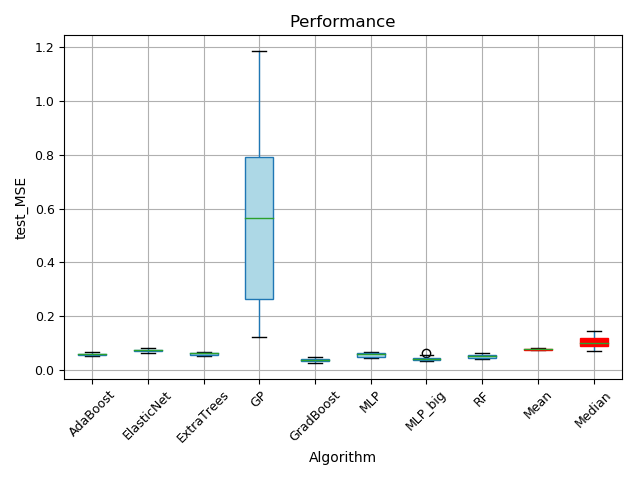 Performance
1.2
1.0
0.8
0.6
0.4
0.2
0.0
test_MSE
AdaBoost
ElasticNet
ExtraTrees
GP
GradBoost
MLP
MLP_big
RF
Mean
Median
Algorithm